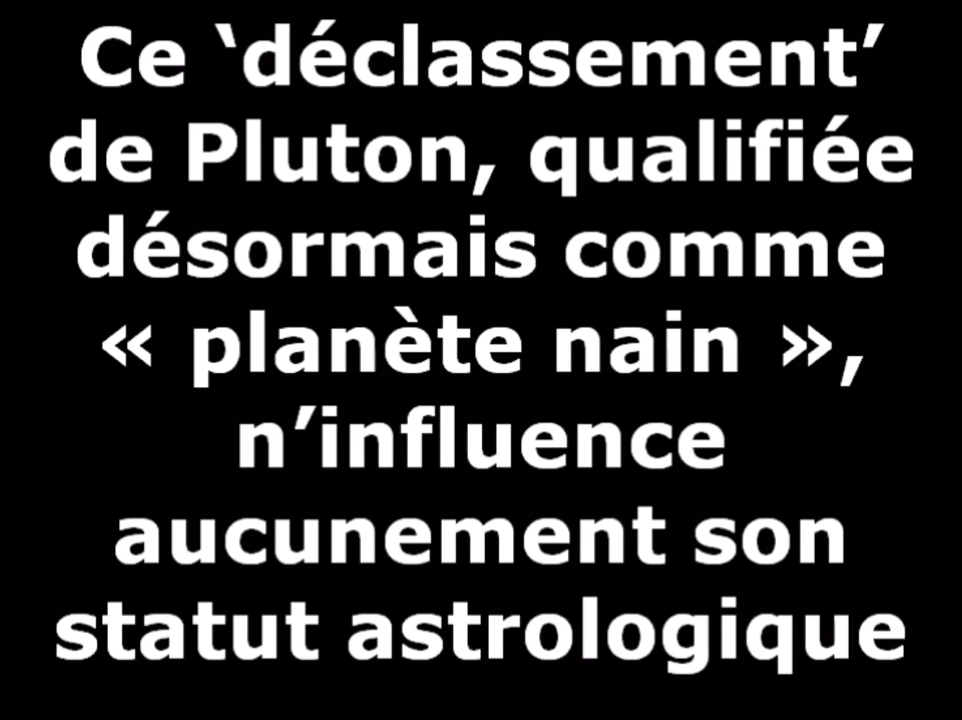 Ce ‘déclassement’
de Pluton, qualifiée
désormais comme
« planète nain »,
n’influence
aucunement son
statut astrologique